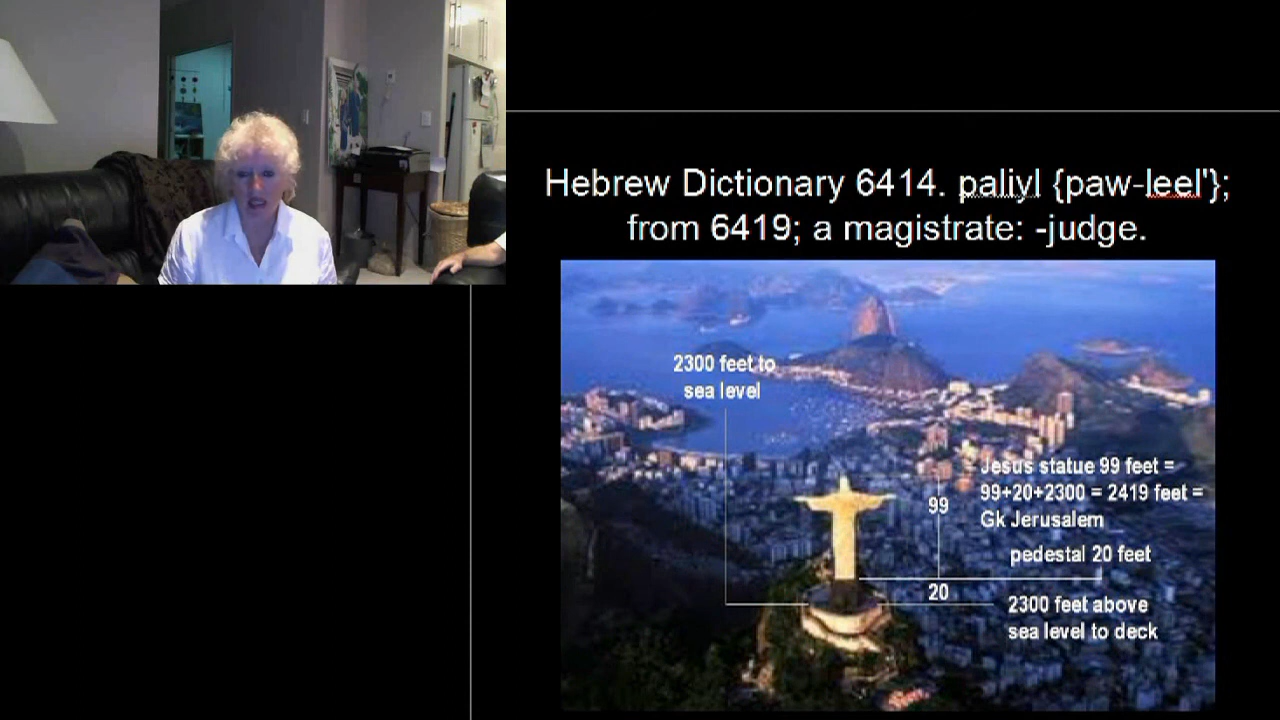 Hebrew Dictionary 6414. paliyl {paw-leel'};
from 6419; a magistrate: -judge.
2300 feet to
sea level
Jesus statue 99 feet =
99+20+2300 = 2419 feet =
Gk Jerusalem
99
pedestal 20 feet
20
2300 feet above
sea level to deck